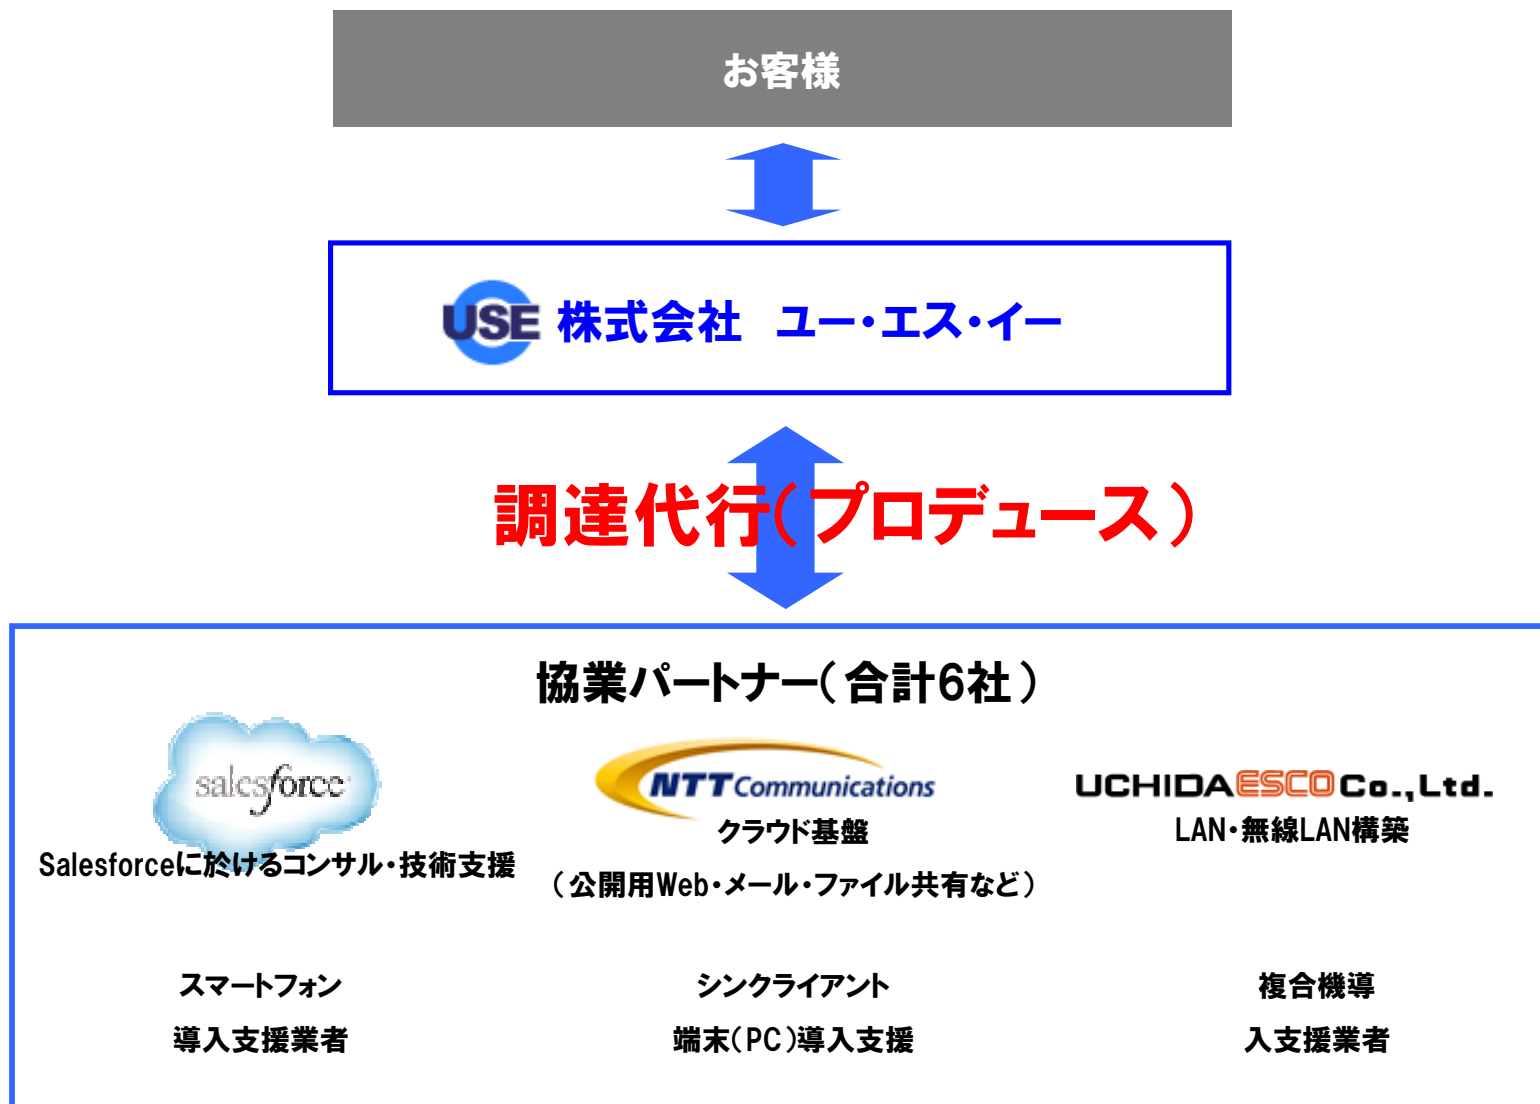 お客様
USE 株式会社 ユー・エス・イー
調達代行(プロデュース)
協業パートナー(合計6社)
salesforce
Salesforceに於けるコンサル・技術支援
NTT Communications
クラウド基盤
(公開用Web・メール・ファイル共有など)
UCHIDA ESCO Co.,Ltd.
LAN・無線LAN構築
スマートフォン
導入支援業者
シンクライアント
端末(PC)導入支援
複合機導
入支援業者